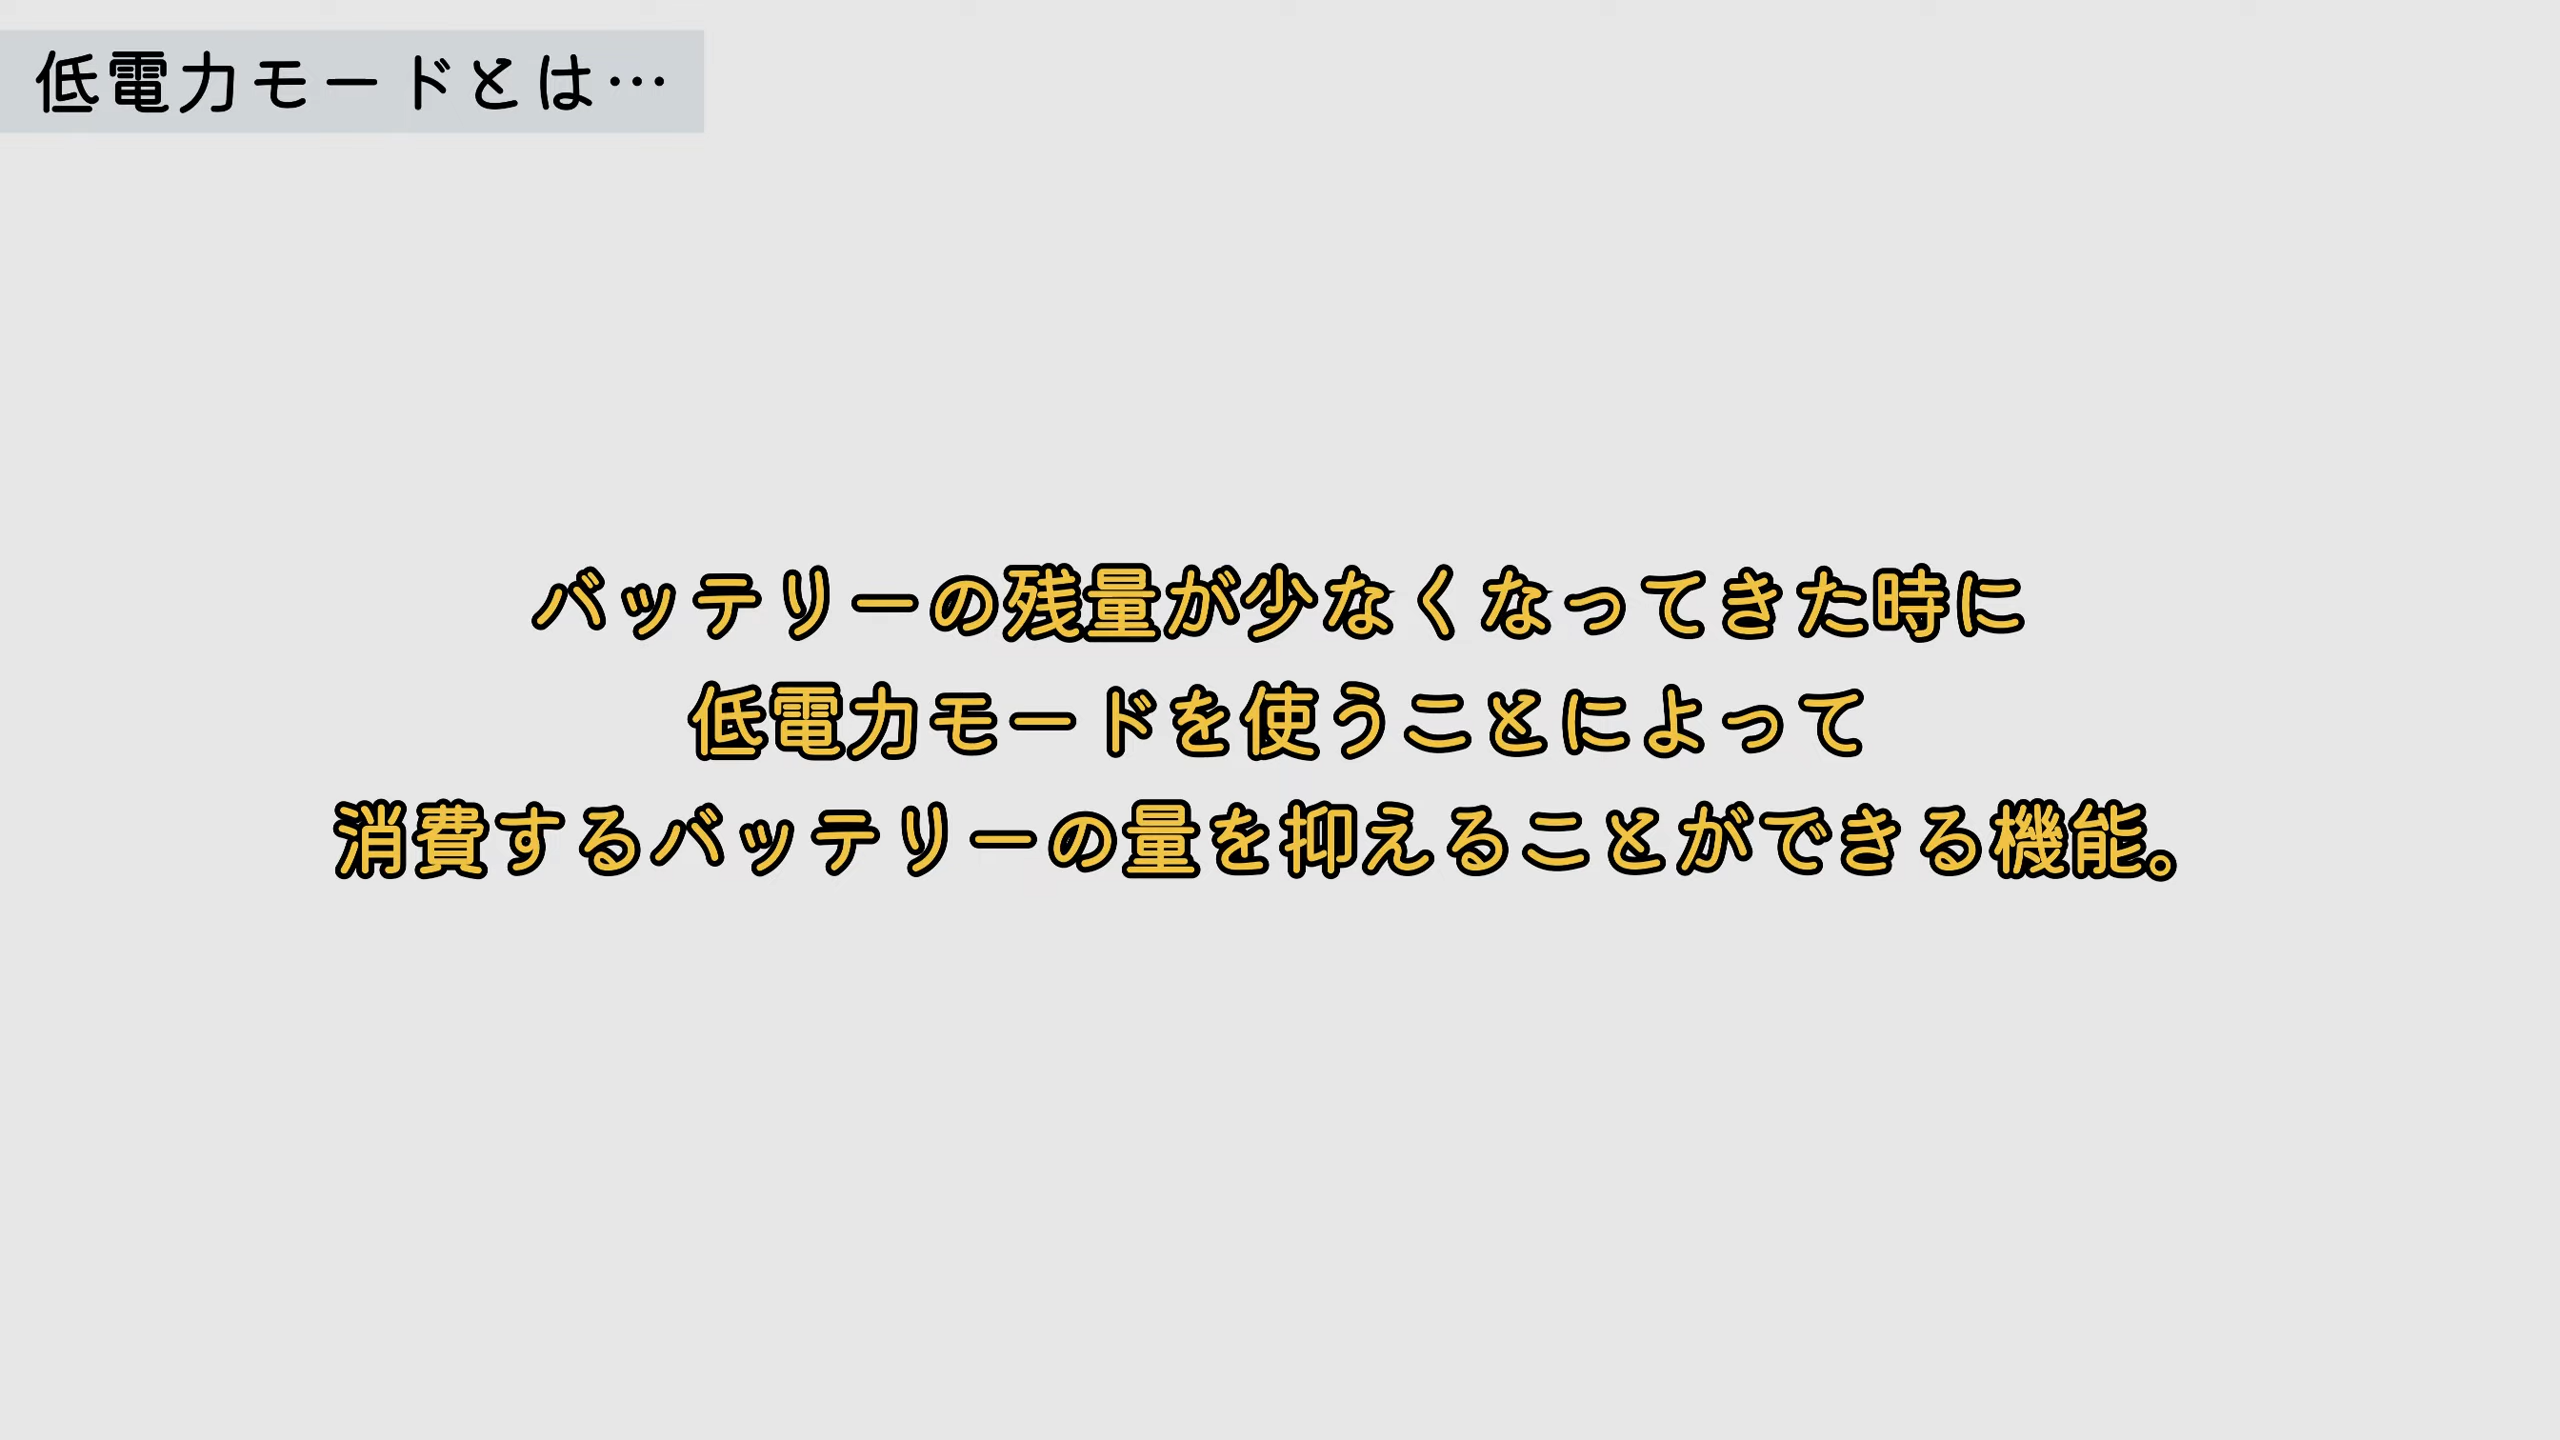 低電力モードとは…
バッテリーの残量が少なくなってきた時に
低電力モードを使うことによって
消費するバッテリーの量を抑えることができる機能。